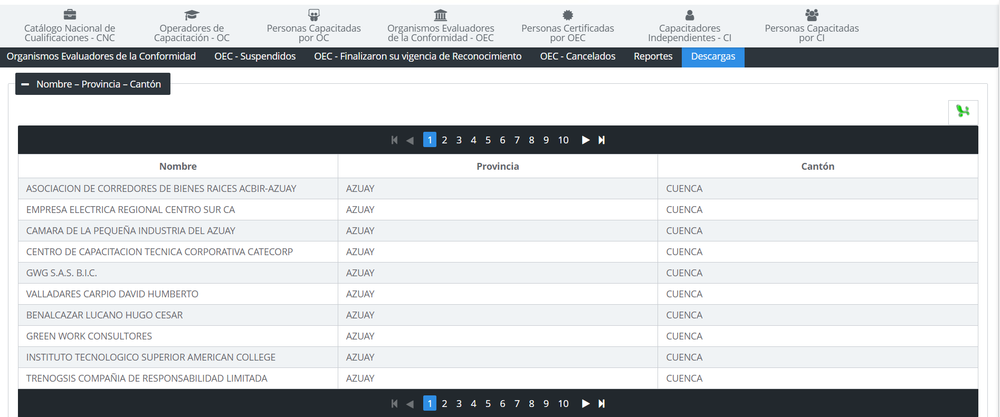 Catálogo Nacional de
Cualificaciones - CNC
Operadores de
Capacitación - OC
Personas Capacitadas
por OC
Organismos Evaluadores
de la Conformidad - OEC
Personas Certificadas
por OEC
Capacitadores
Independientes - CI
Personas Capacitadas
por CI
Organismos Evaluadores de la Conformidad OEC - Suspendidos OEC - Finalizaron su vigencia de Reconocimiento OEC - Cancelados Reportes Descargas
Nombre – Provincia – Cantón
1 2 3 4 5 6 7 8 9 10
Nombre Provincia Cantón
ASOCIACION DE CORREDORES DE BIENES RAICES ACBIR-AZUAY AZUAY CUENCA
EMPRESA ELECTRICA REGIONAL CENTRO SUR CA AZUAY CUENCA
CAMARA DE LA PEQUEÑA INDUSTRIA DEL AZUAY AZUAY CUENCA
CENTRO DE CAPACITACION TECNICA CORPORATIVA CATECORP AZUAY CUENCA
GWG S.A.S. B.I.C. AZUAY CUENCA
VALLADARES CARPIO DAVID HUMBERTO AZUAY CUENCA
BENALCAZAR LUCANO HUGO CESAR AZUAY CUENCA
GREEN WORK CONSULTORES AZUAY CUENCA
INSTITUTO TECNOLOGICO SUPERIOR AMERICAN COLLEGE AZUAY CUENCA
TRENOGSIS COMPAÑIA DE RESPONSABILIDAD LIMITADA AZUAY CUENCA
1 2 3 4 5 6 7 8 9 10